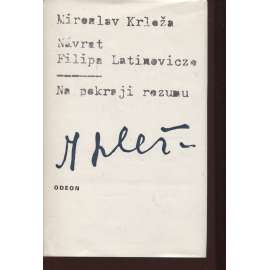 Miroslav Krleža
Návrat
Filipa Latinovicze
Na pokraji rozumu
ODEON